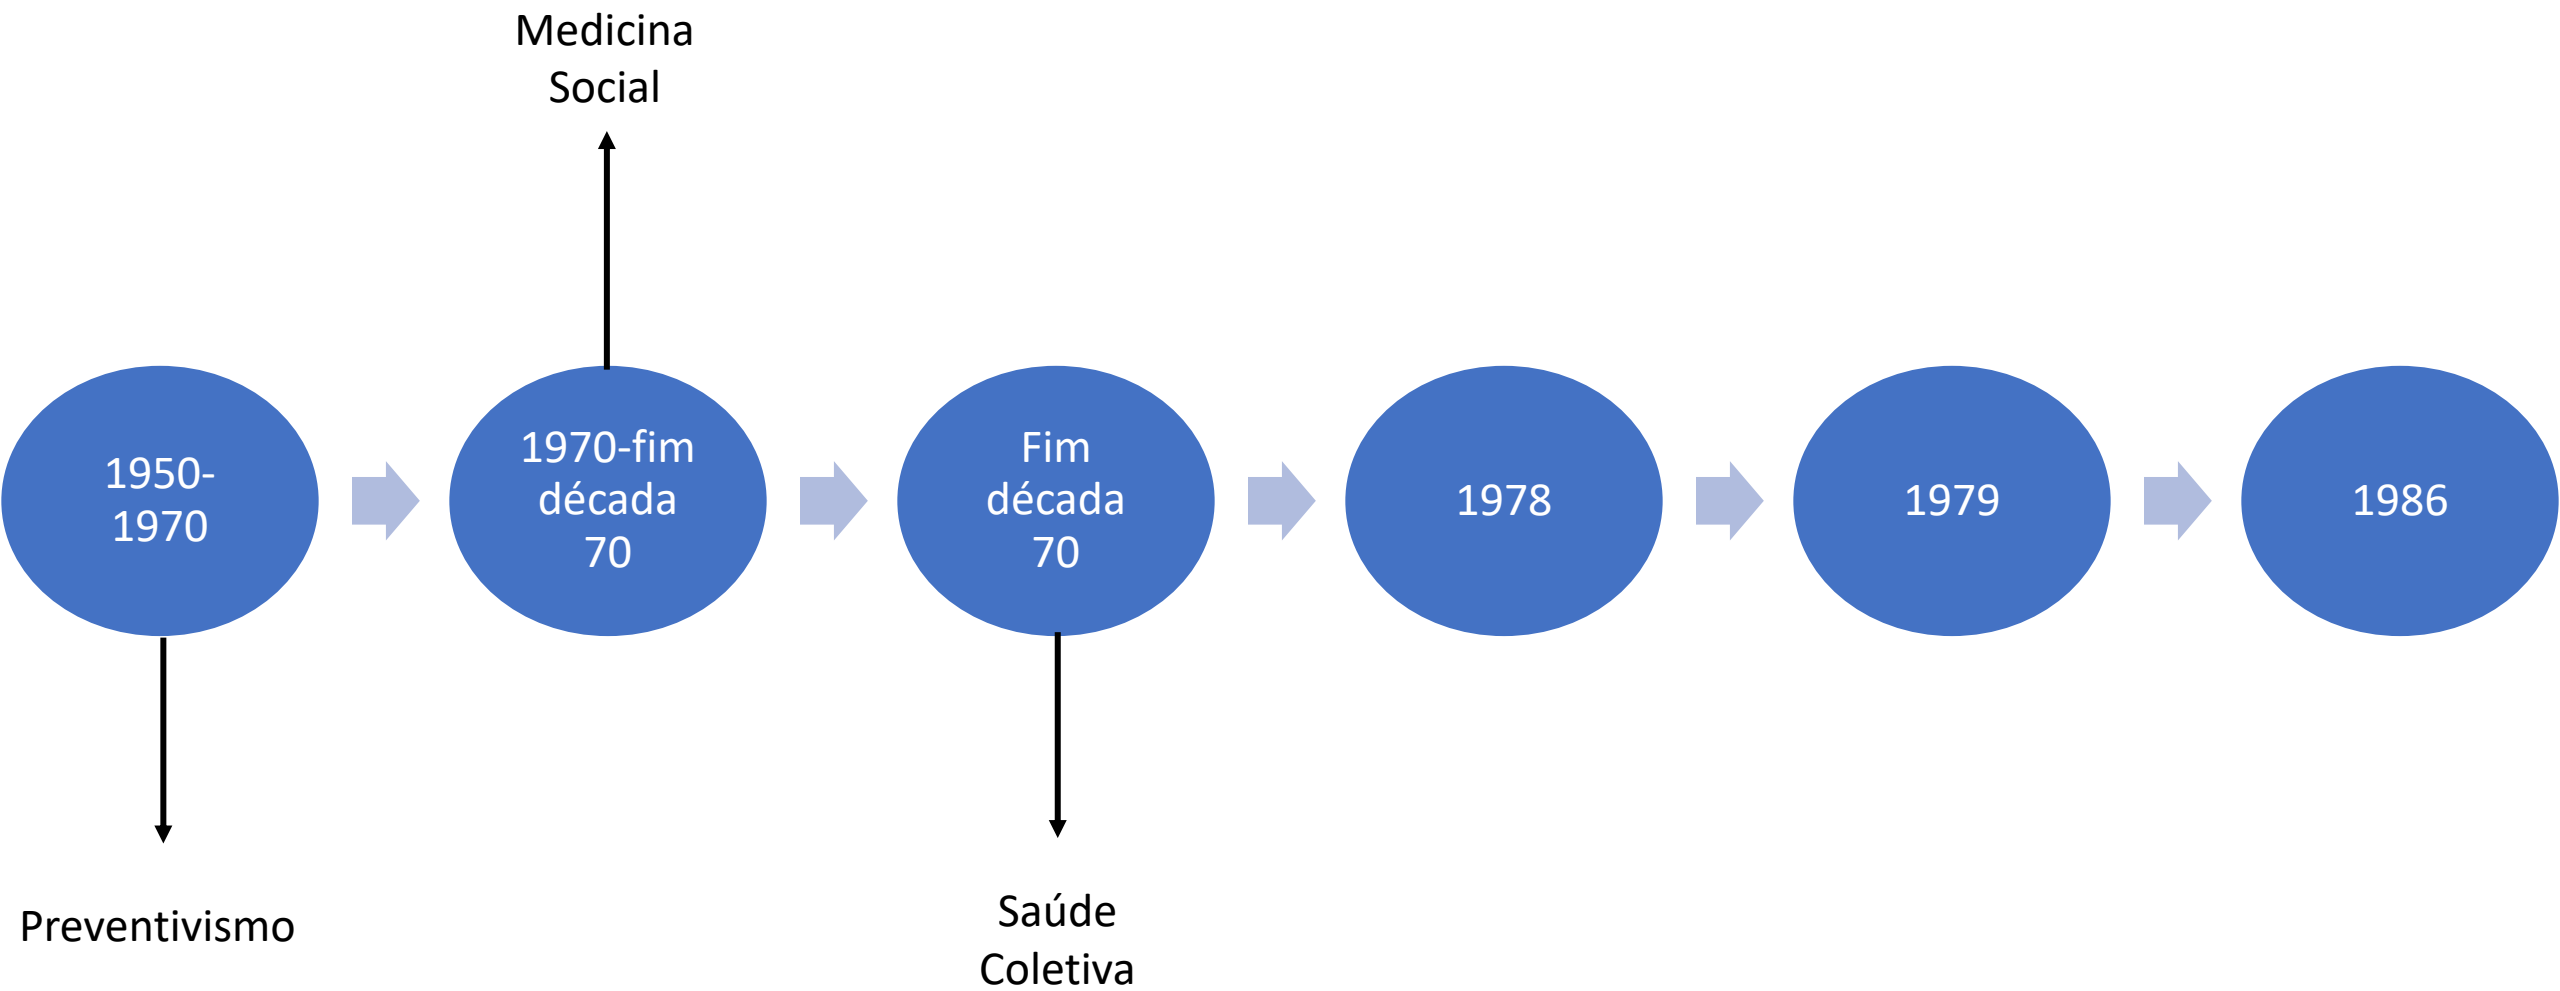 Medicina
Social
1950-
1970
1970-fim
década
70
Fim
década
70
1978
1979
1986
Preventivismo
Saúde
Coletiva